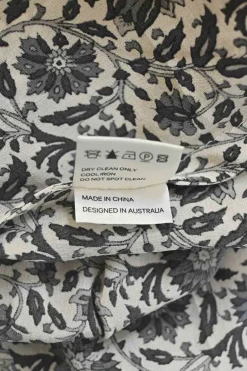 DRY CLEAN ONLY
COOL IRON
DO NOT SPOT CLEAN
MADE IN CHINA
DESIGNED IN AUSTRALIA